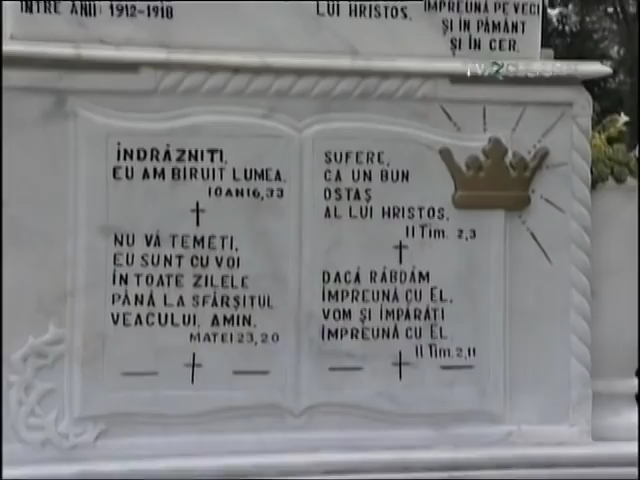 ÎNTRE ANII 1912-1918
LUI HRISTOS.
ÎMPREUNĂ PE VECI
ŞI ÎN PĂMÂNT
ŞI ÎN CER.
ÎNDRĂZNIŢI,
EU AM BIRUIT LUMEA.
IOAN 16,33
NU VĂ TEMEŢI,
EU SUNT CU VOI
ÎN TOATE ZILELE
PÂNĂ LA SFÂRŞITUL
VEACULUI, AMIN.
MATEI 23,20
SUFERE,
CA UN BUN
OSTAŞ
AL LUI HRISTOS.
II Tim. 2,3
DACĂ RĂBDĂM
ÎMPREUNĂ CU EL,
VOM ŞI ÎMPĂRĂŢI
ÎMPREUNĂ CU EL
II Tim. 2,11